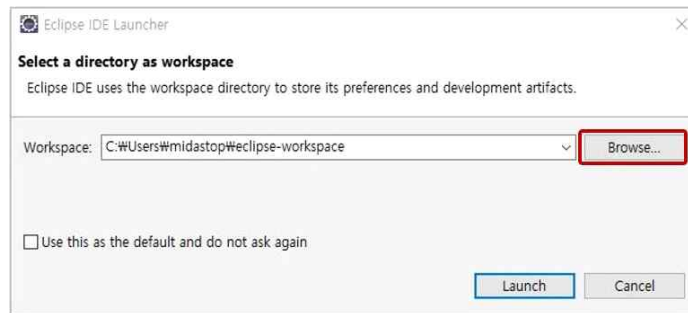 Eclipse IDE Launcher
Select a directory as workspace
Eclipse IDE uses the workspace directory to store its preferences and development artifacts.
Workspace: C:₩Users₩midastop₩eclipse-workspace Browse...
Use this as the default and do not ask again
Launch Cancel